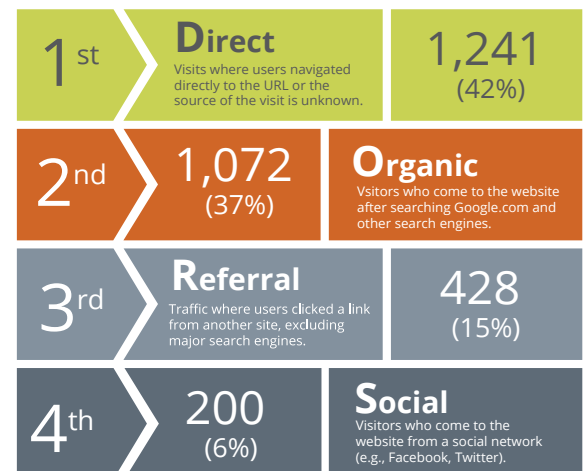 1st
Direct
Visits where users navigated
directly to the URL or the
source of the visit is unknown.
1,241
(42%)
2nd
1,072
(37%)
Organic
Vsitors who come to the website
after searching Google.com and
other search engines.
3rd
Referral
Traffic where users clicked a link
from another site, excluding
major search engines.
428
(15%)
4th
200
(6%)
Social
Visitors who come to the
website from a social network
(e.g., Facebook, Twitter).